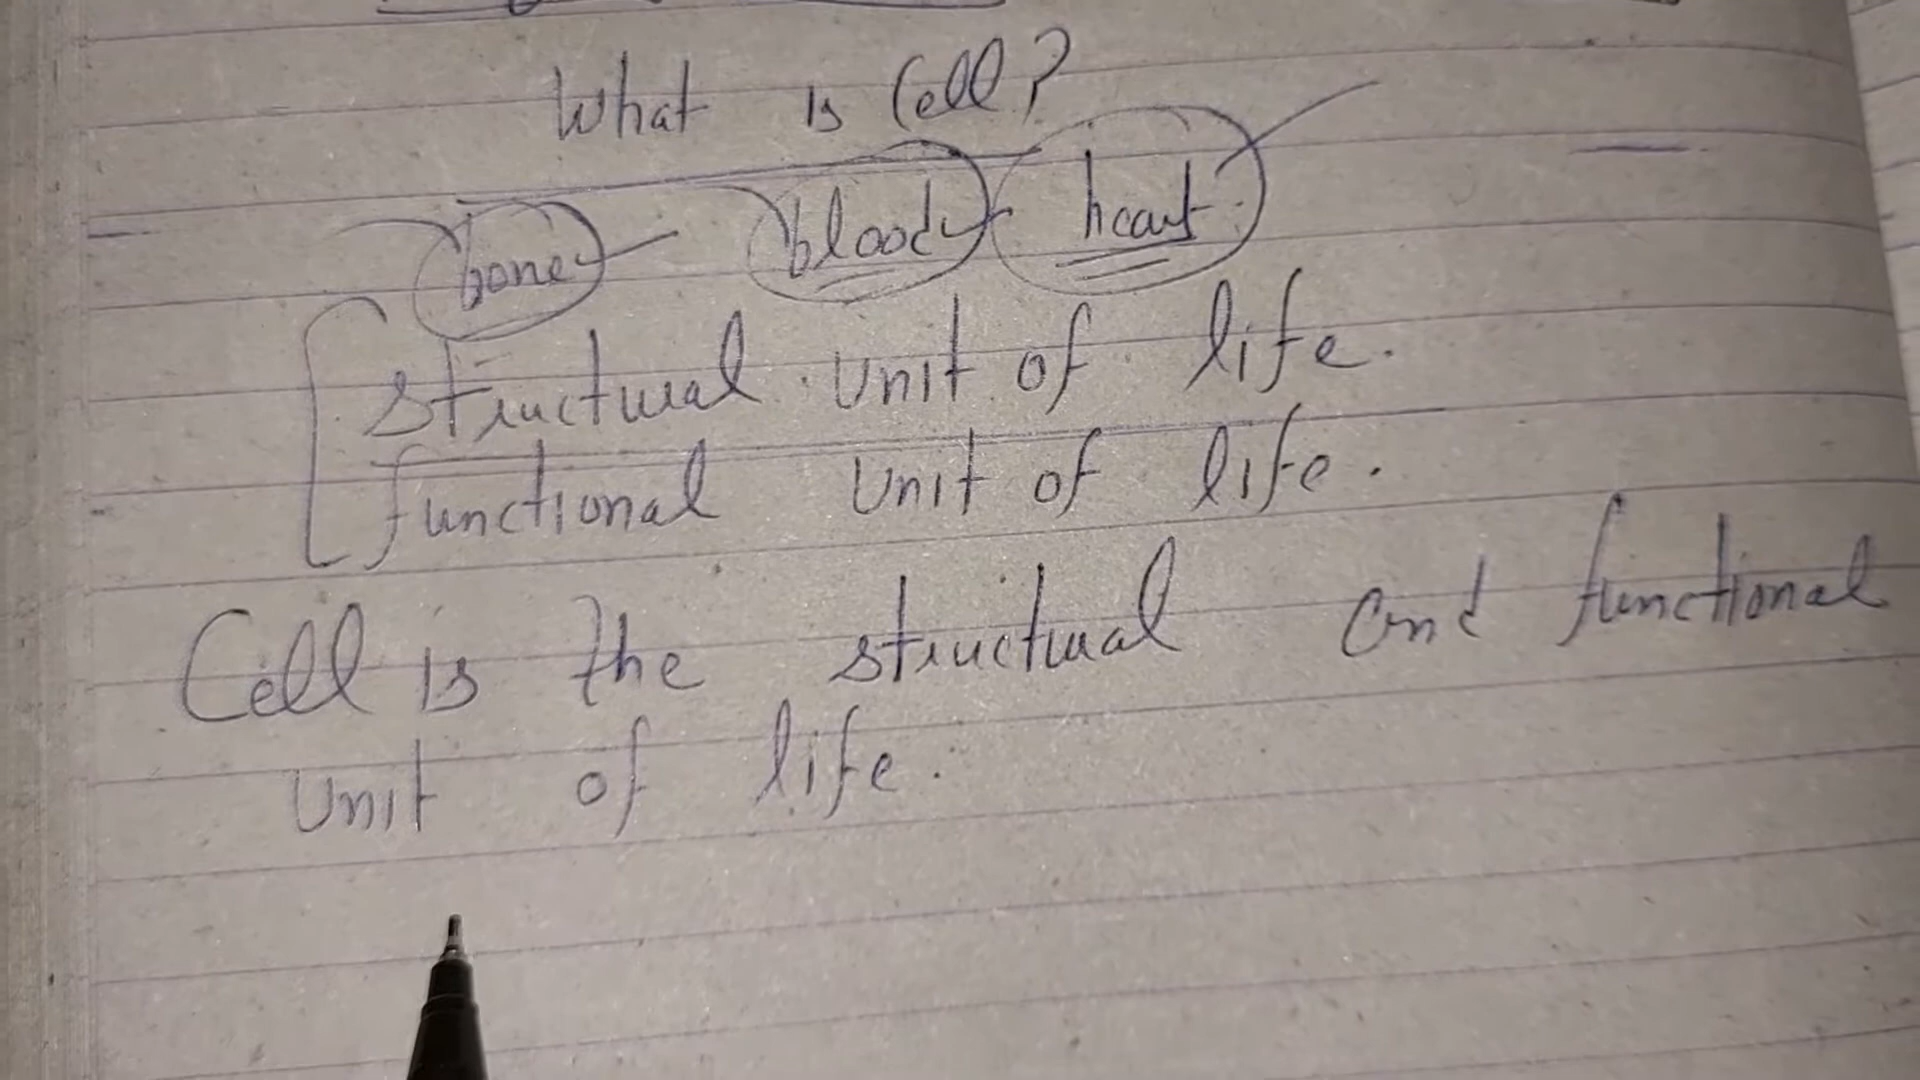 What is Cell?
bone blood heart
structural unit of life.
functional unit of life.
Cell is the structural and functional
unit of life.